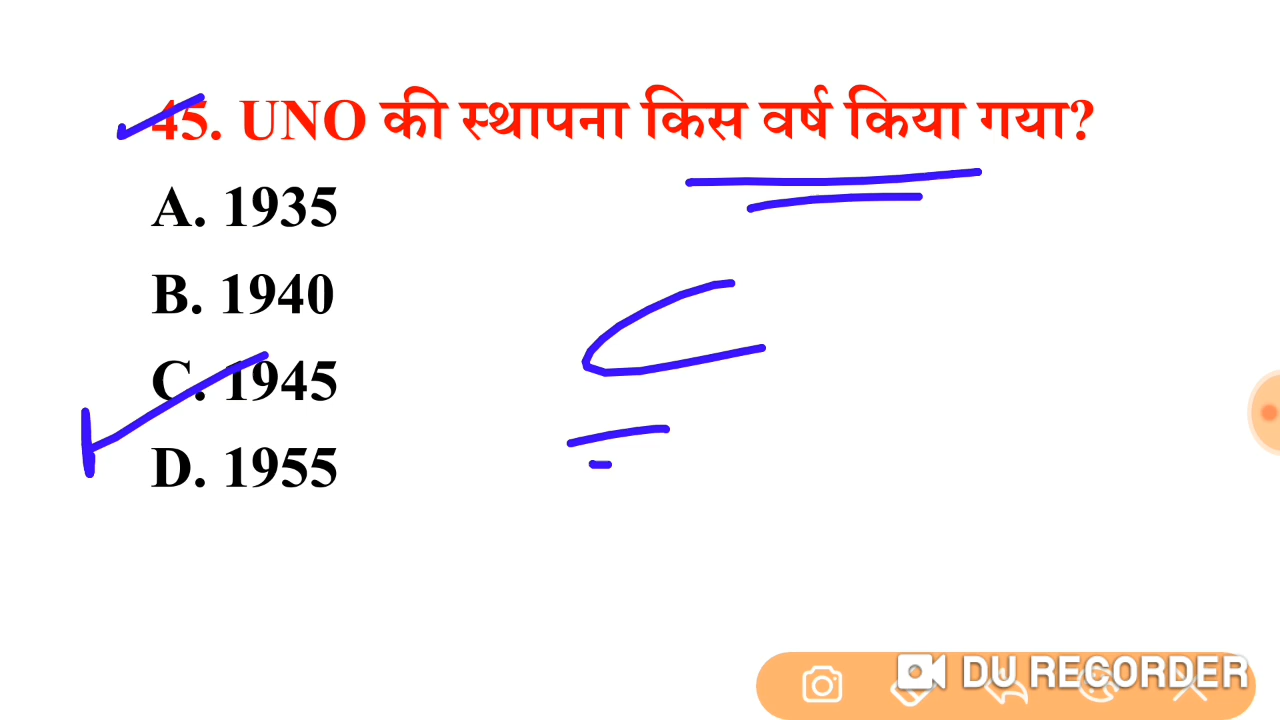 45. UNO की स्थापना किस वर्ष किया गया?
A. 1935
B. 1940
C. 1945
D. 1955
C
DU RECORDER